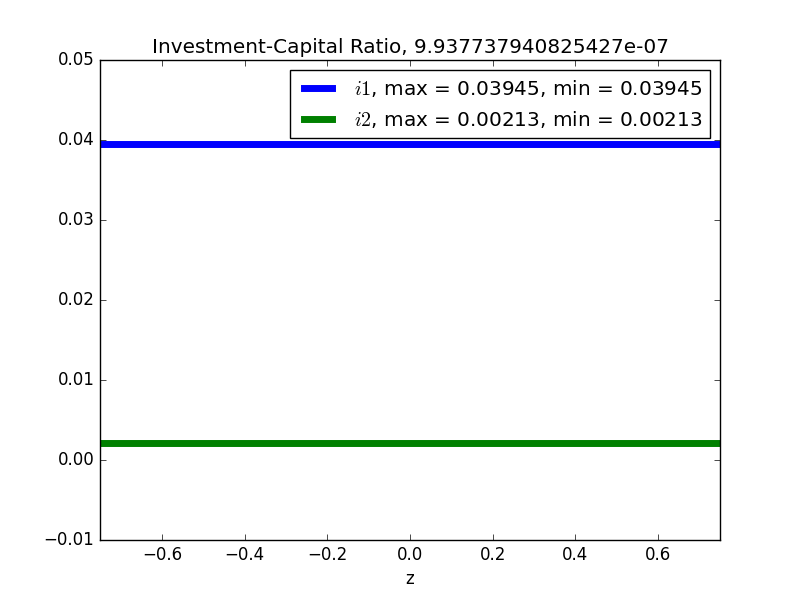 Investment-Capital Ratio, 9.937737940825427e-07
i1, max = 0.03945, min = 0.03945
i2, max = 0.00213, min = 0.00213
0.05
0.04
0.03
0.02
0.01
0.00
−0.01
−0.6 −0.4 −0.2 0.0 0.2 0.4 0.6
z